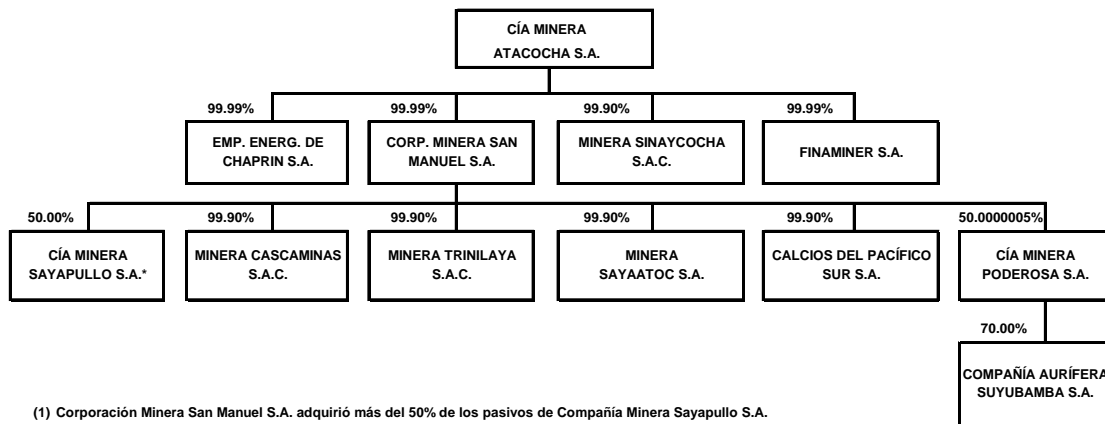 CÍA MINERA
ATACOCHA S.A.
99.99%
99.99%
99.90%
99.99%
EMP. ENERG. DE
CHAPRIN S.A.
CORP. MINERA SAN
MANUEL S.A.
MINERA SINAYCOCHA
S.A.C.
FINAMINER S.A.
50.00%
99.90%
99.90%
99.90%
99.90%
50.0000005%
CÍA MINERA
SAYAPULLO S.A.*
MINERA CASCAMINAS
S.A.C.
MINERA TRINILAYA
S.A.C.
MINERA
SAYAATOC S.A.
CALCIOS DEL PACÍFICO
SUR S.A.
CÍA MINERA
PODEROSA S.A.
70.00%
COMPAÑÍA AURÍFERA
SUYUBAMBA S.A.
(1) Corporación Minera San Manuel S.A. adquirió más del 50% de los pasivos de Compañía Minera Sayapullo S.A.